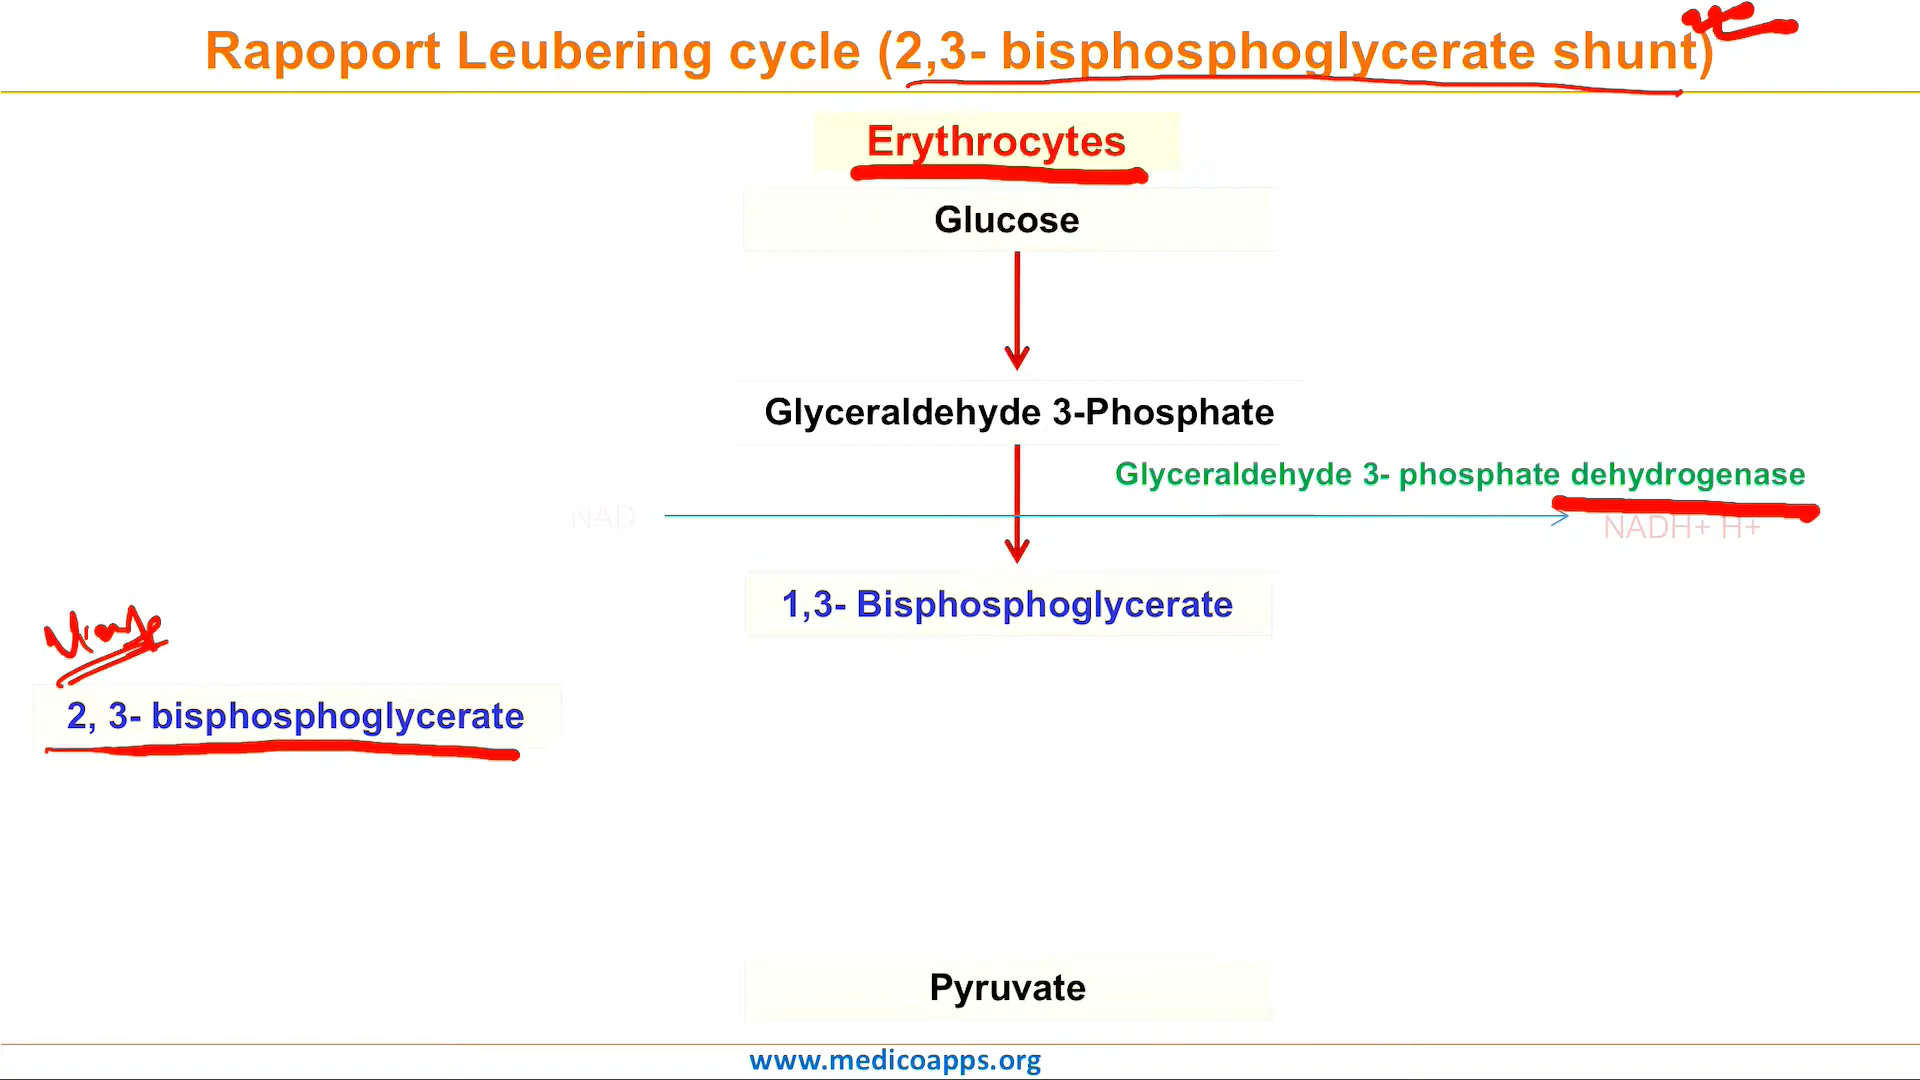 Rapoport Leubering cycle (2,3- bisphosphoglycerate shunt)
Erythrocytes
Glucose
Glyceraldehyde 3-Phosphate
Glyceraldehyde 3- phosphate dehydrogenase
NAD
NADH+ H+
1,3- Bisphosphoglycerate
2, 3- bisphosphoglycerate
Pyruvate
www.medicoapps.org